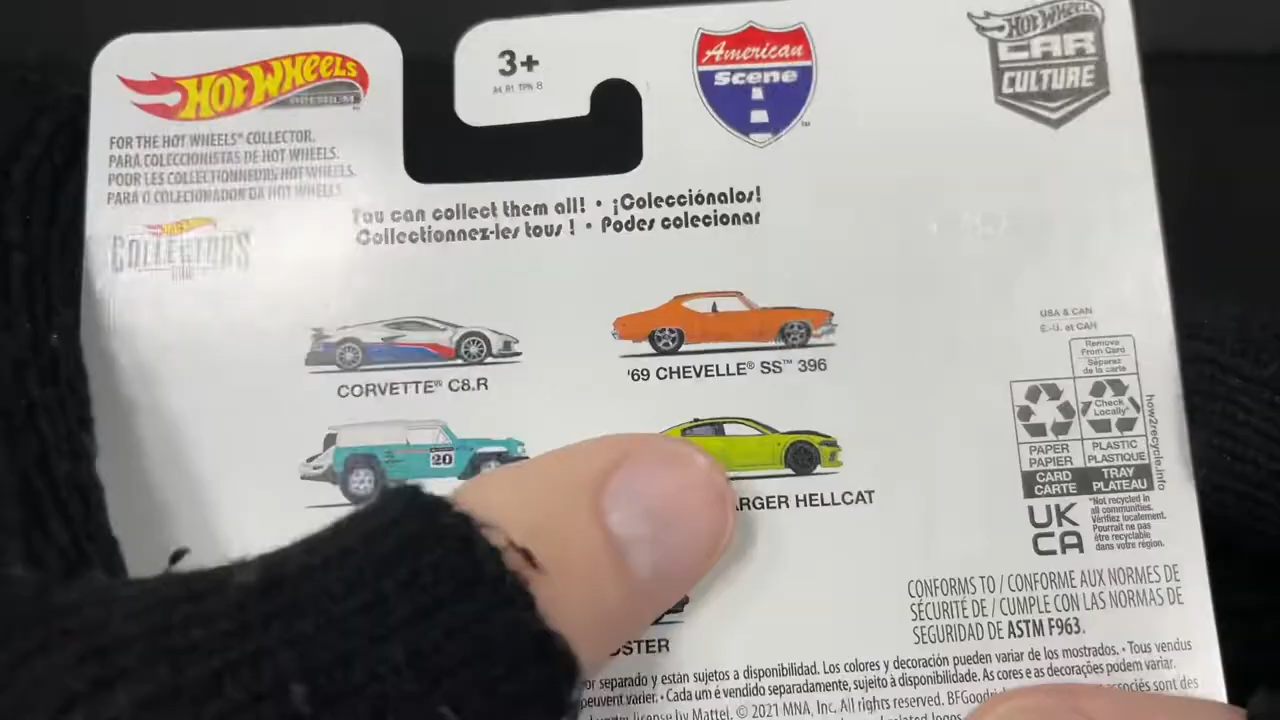 HOT WHEELS
PREMIUM
FOR THE HOT WHEELS® COLLECTOR.
PARA COLECCIONISTAS DE HOT WHEELS.
POUR LES COLLECTIONNEURS HOT WHEELS.
PARA O COLECIONADOR DA HOT WHEELS.
COLLECTORS
3+
American
Scene
HOT WHEELS
CAR
CULTURE
You can collect them all! • ¡Colecciónalos!
Collectionnez-les tous ! • Podes colecionar
CORVETTE® C8.R
'69 CHEVELLE® SS™ 396
20
ARGER HELLCAT
OSTER
USA & CAN
É.-U. et CAN
Remove
From Card
Séparez
de la carte
Check
Locally*
PAPER
PAPIER
PLASTIC
PLASTIQUE
CARD
CARTE
TRAY
PLATEAU
how2recycle.info
*Not recycled in
all communities.
Vérifiez localement.
Pourrait ne pas
être recyclable
dans votre région.
UK
CA
CONFORMS TO / CONFORME AUX NORMES DE
SÉCURITÉ DE / CUMPLE CON LAS NORMAS DE
SEGURIDAD DE ASTM F963.
or separado y están sujetos a disponibilidad. Los colores y decoración pueden variar de los mostrados. • Tous vendus
peuvent varier. • Cada um é vendido separadamente, sujeito à disponibilidade. As cores e as decorações podem variar.
license by Mattel. © 2021 MNA, Inc. All rights reserved. BFGoodri
ssociés sont des
related logos